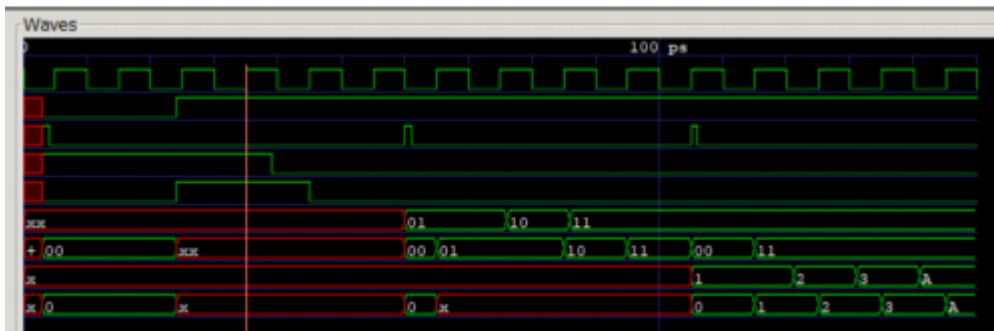 Waves
0 100 ps
xx 01 10 11
+ 00 xx 00 01 10 11 00 11
x 1 2 3 A
x 0 x 0 x 0 1 2 3 A